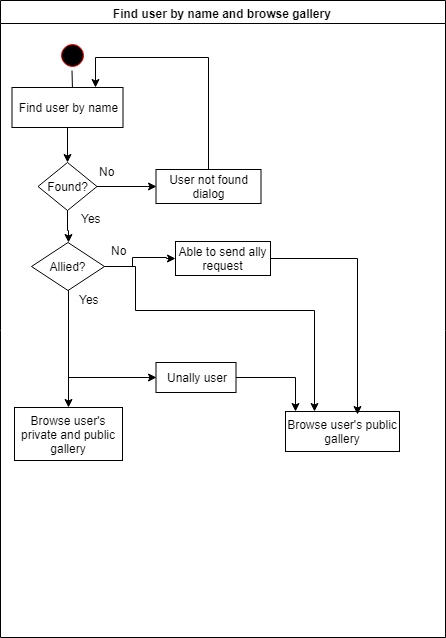 Find user by name and browse gallery
Find user by name
No
Found?
User not found
dialog
Yes
No
Able to send ally
request
Allied?
Yes
Unally user
Browse user's
private and public
gallery
Browse user's public
gallery